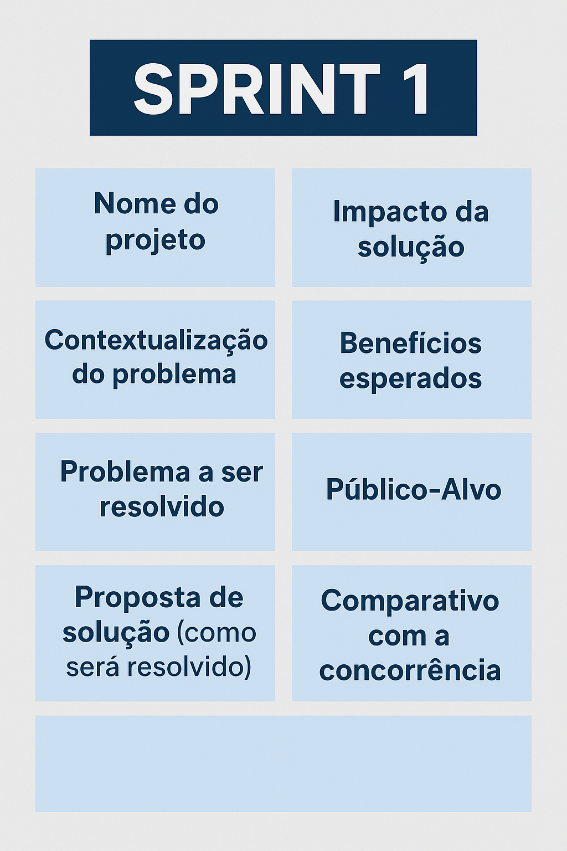 SPRINT 1
Nome do
projeto
Impacto da
solução
Contextualização
do problema
Benefícios
esperados
Problema a ser
resolvido
Público-Alvo
Proposta de
solução (como
será resolvido)
Comparativo
com a
concorrência